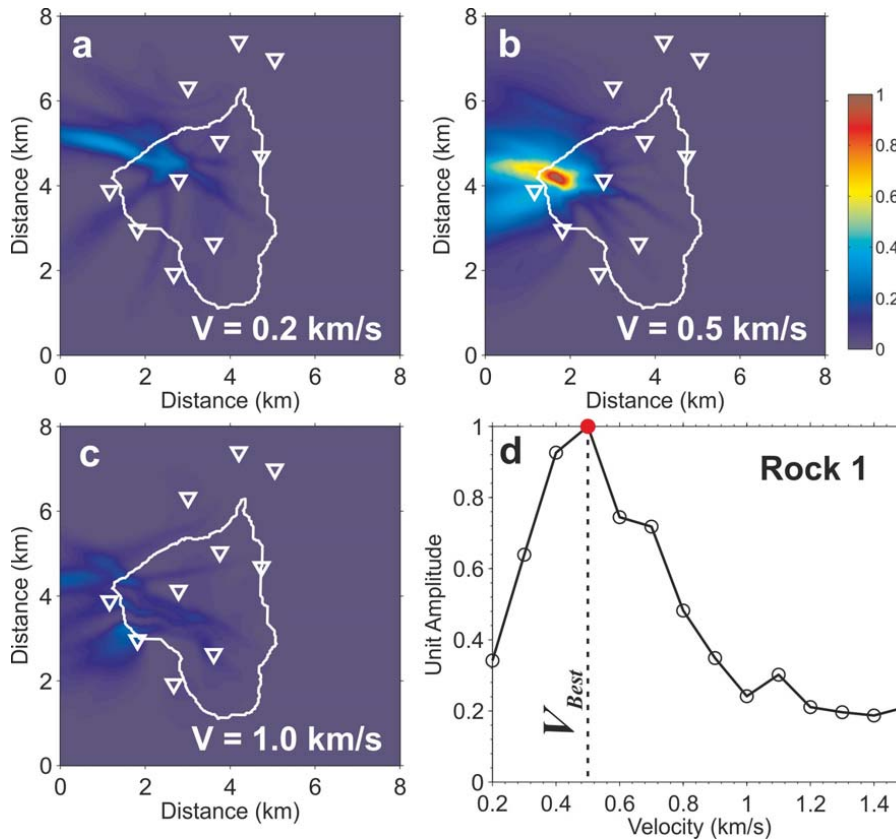 a
8
6
4
2
0
Distance (km)
V = 0.2 km/s
0 2 4 6 8
Distance (km)
b
8
6
4
2
0
Distance (km)
V = 0.5 km/s
0 2 4 6 8
Distance (km)
1
0.8
0.6
0.4
0.2
0
c
8
6
4
2
0
Distance (km)
V = 1.0 km/s
0 2 4 6 8
Distance (km)
d
Rock 1
1
0.8
0.6
0.4
0.2
0
Unit Amplitude
V Best
0.2 0.4 0.6 0.8 1 1.2 1.4
Velocity (km/s)